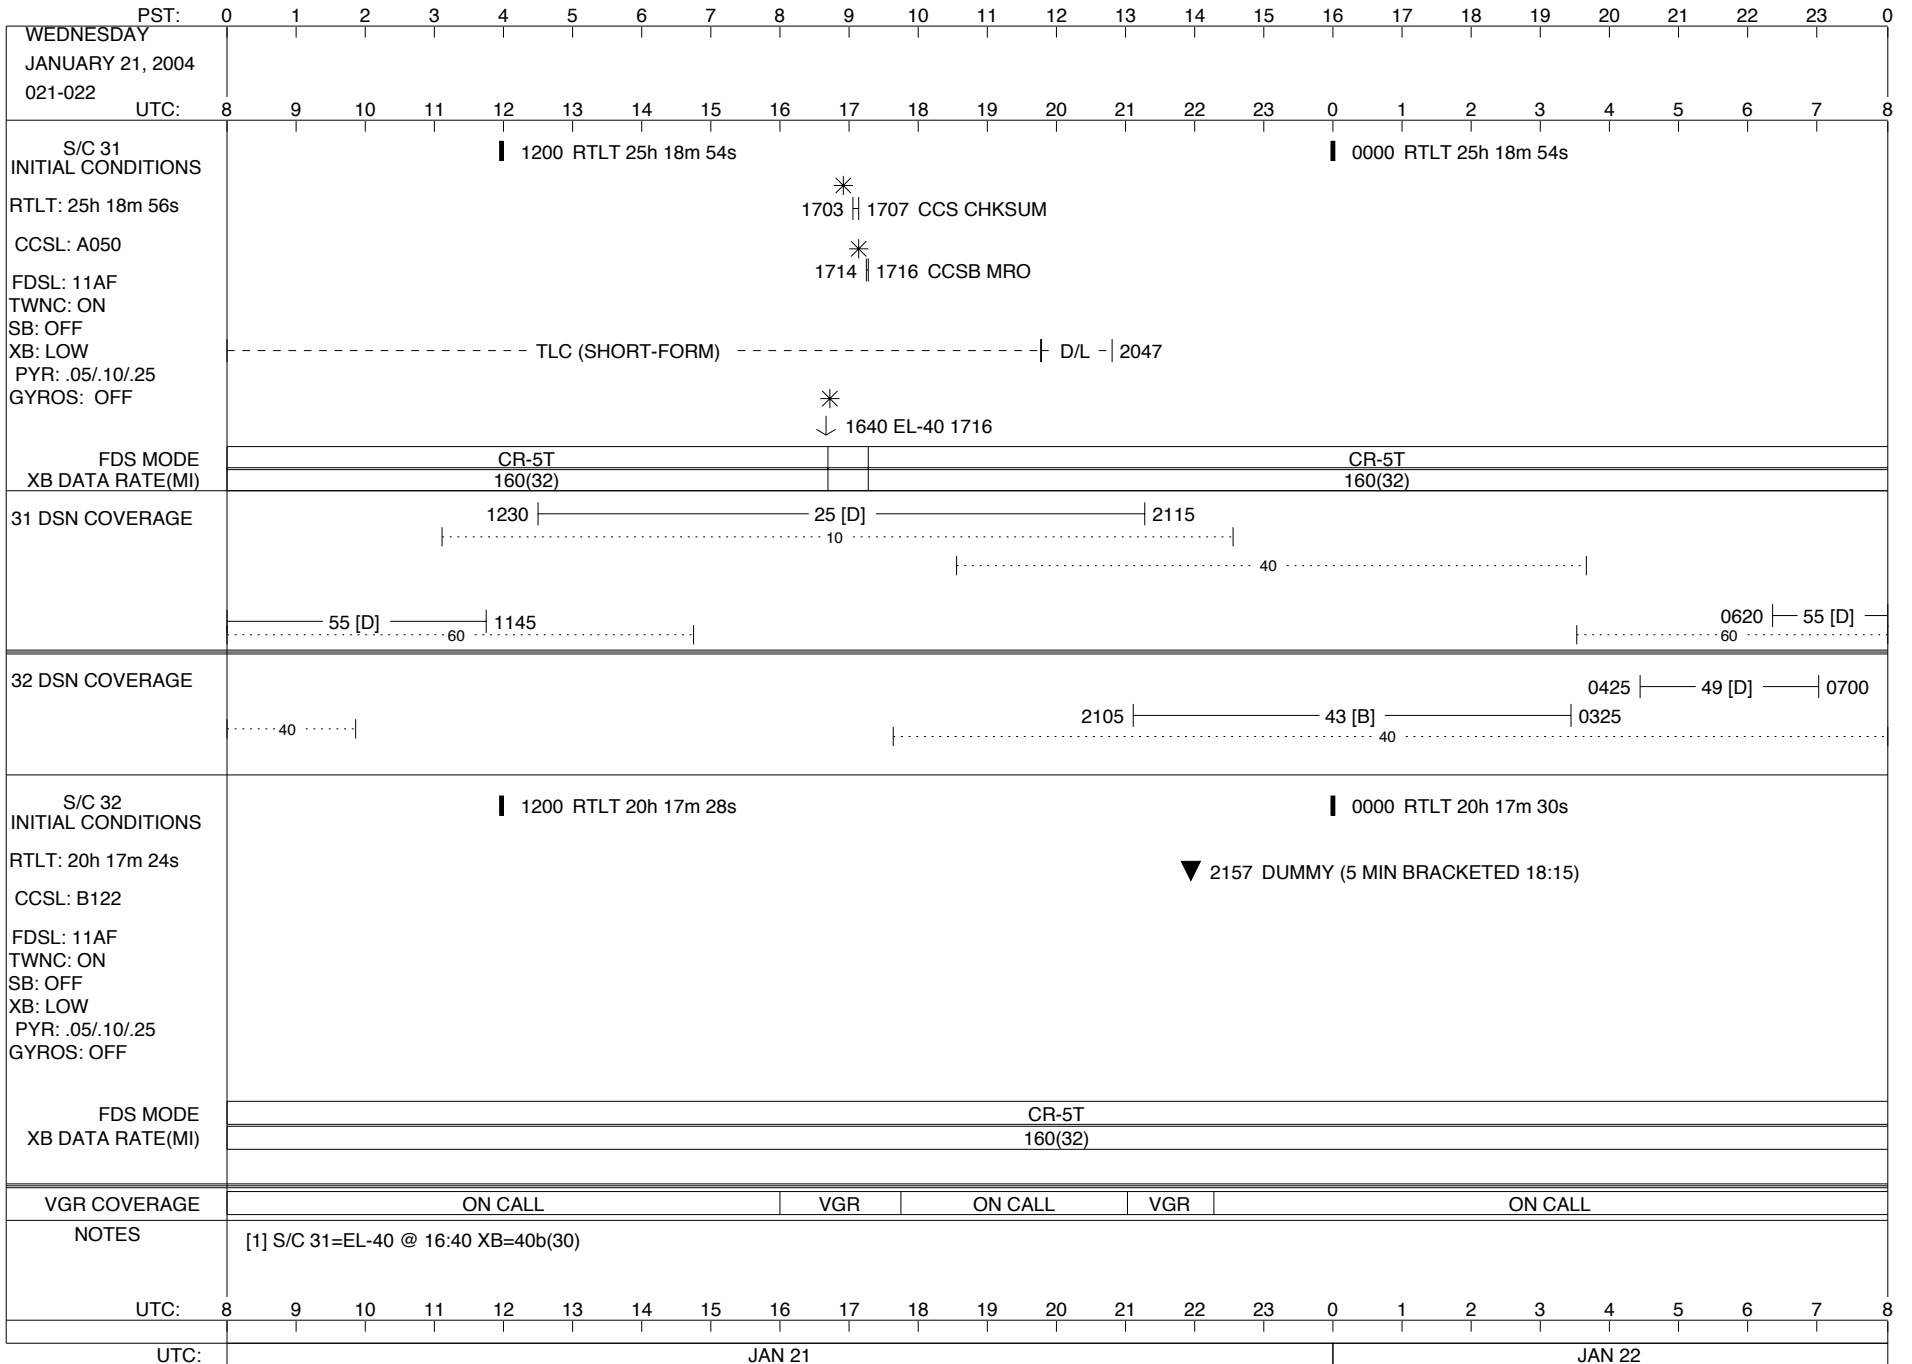 PST: 0 1 2 3 4 5 6 7 8 9 10 11 12 13 14 15 16 17 18 19 20 21 22 23 0
WEDNESDAY
JANUARY 21, 2004
021-022
UTC: 8 9 10 11 12 13 14 15 16 17 18 19 20 21 22 23 0 1 2 3 4 5 6 7 8
S/C 31
INITIAL CONDITIONS
1200 RTLT 25h 18m 54s
0000 RTLT 25h 18m 54s
RTLT: 25h 18m 56s
1703 1707 CCS CHKSUM
CCSL: A050
1714 1716 CCSB MRO
FDSL: 11AF
TWNC: ON
SB: OFF
XB: LOW
TLC (SHORT-FORM) D/L 2047
PYR: .05/.10/.25
GYROS: OFF
1640 EL-40 1716
FDS MODE CR-5T CR-5T
XB DATA RATE(MI) 160(32) 160(32)
31 DSN COVERAGE
1230 25 [D] 2115
10
40
55 [D] 1145
0620 55 [D]
60 60
32 DSN COVERAGE
0425 49 [D] 0700
2105 43 [B] 0325
40 40
S/C 32
INITIAL CONDITIONS
1200 RTLT 20h 17m 28s
0000 RTLT 20h 17m 30s
RTLT: 20h 17m 24s
2157 DUMMY (5 MIN BRACKETED 18:15)
CCSL: B122
FDSL: 11AF
TWNC: ON
SB: OFF
XB: LOW
PYR: .05/.10/.25
GYROS: OFF
FDS MODE CR-5T
XB DATA RATE(MI) 160(32)
VGR COVERAGE ON CALL VGR ON CALL VGR ON CALL
NOTES
[1] S/C 31=EL-40 @ 16:40 XB=40b(30)
UTC: 8 9 10 11 12 13 14 15 16 17 18 19 20 21 22 23 0 1 2 3 4 5 6 7 8
UTC: JAN 21 JAN 22